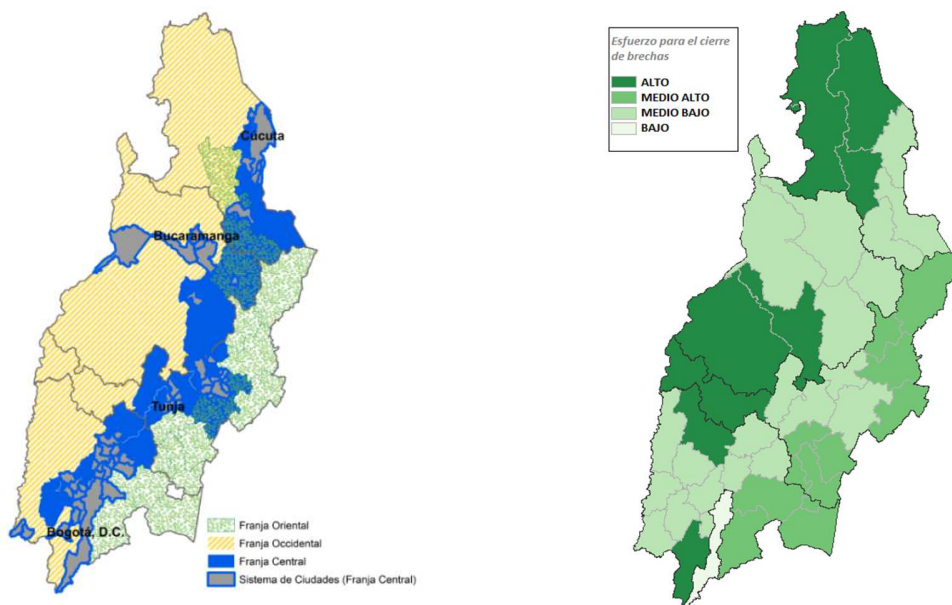 Cúcuta
Bucaramanga
Tunja
Bogotá, D.C.
Franja Oriental
Franja Occidental
Franja Central
Sistema de Ciudades (Franja Central)
Esfuerzo para el cierre
de brechas
ALTO
MEDIO ALTO
MEDIO BAJO
BAJO